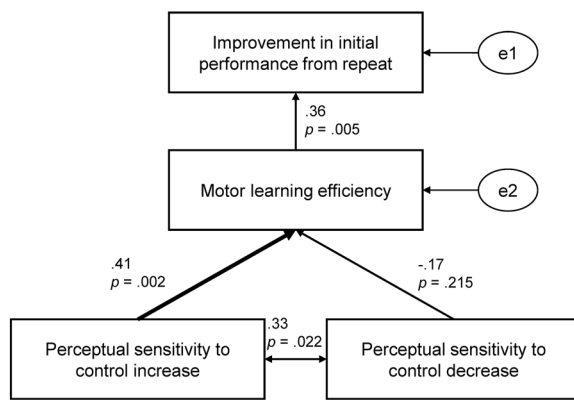 Improvement in initial
performance from repeat
e1
.36
p = .005
Motor learning efficiency
e2
.41
p = .002
-.17
p = .215
.33
p = .022
Perceptual sensitivity to
control increase
Perceptual sensitivity to
control decrease